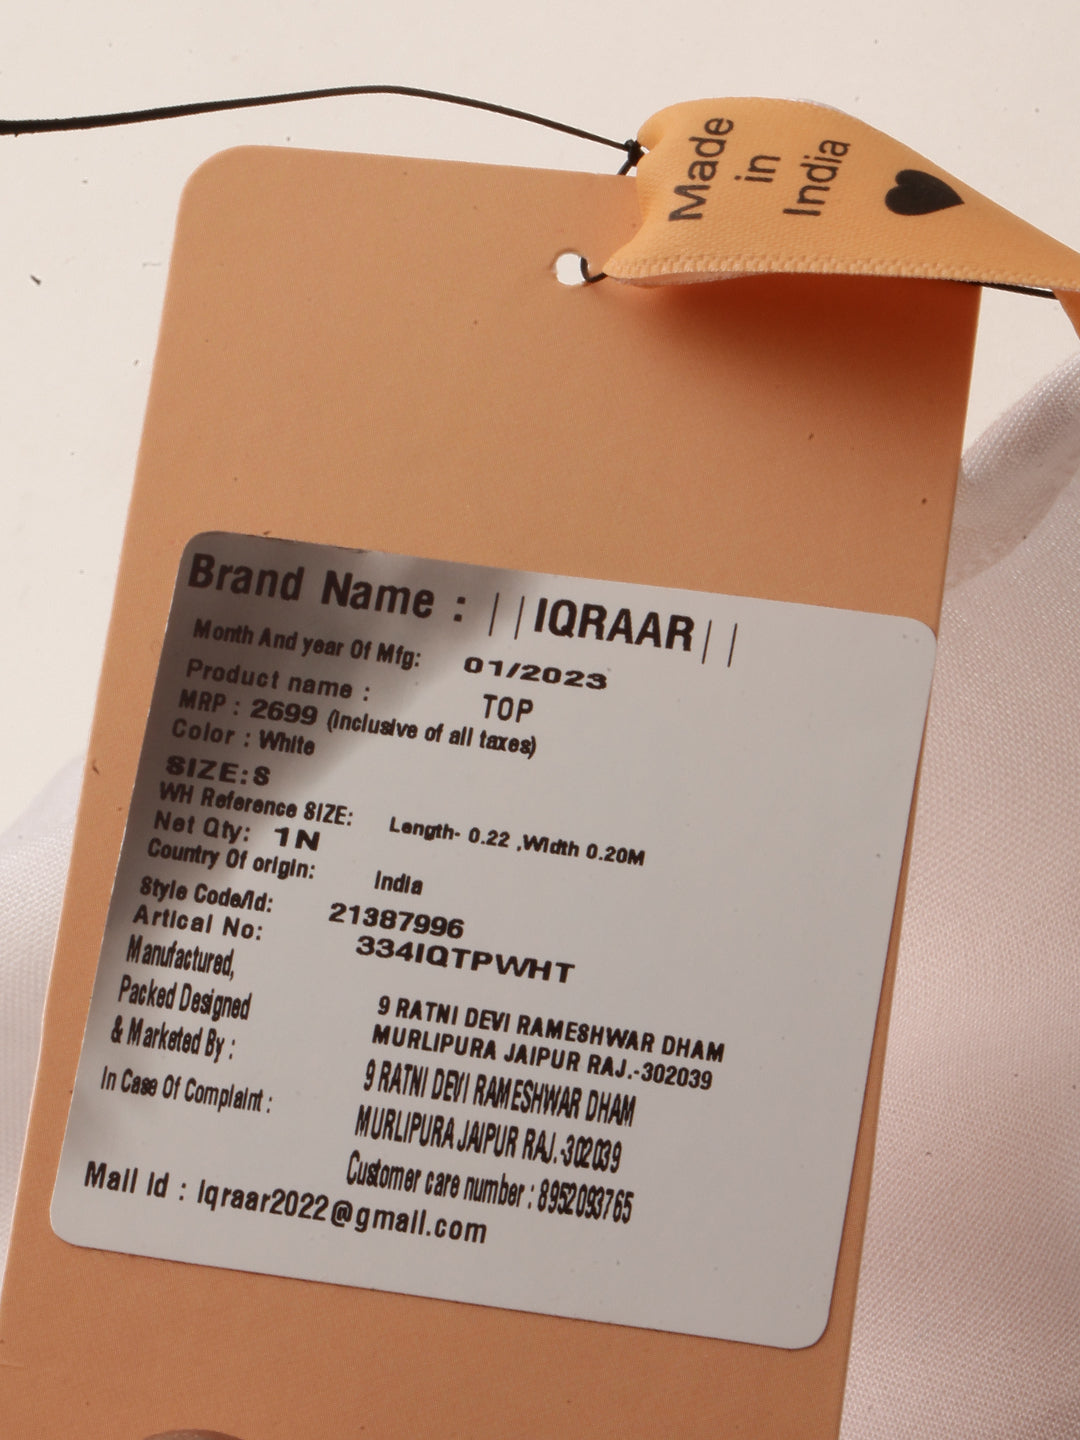 Made
in
India
Brand Name : ||IQRAAR||
Month And year Of Mfg: 01/2023
Product name : TOP
MRP : 2699 (Inclusive of all taxes)
Color : White
SIZE:S
WH Reference SIZE: Length- 0.22 ,Width 0.20M
Net Qty: 1N
Country Of origin: India
Style Code/Id: 21387996
Artical No: 334IQTPWHT
Manufactured,
Packed Designed
& Marketed By :
9 RATNI DEVI RAMESHWAR DHAM
MURLIPURA JAIPUR RAJ.-302039
In Case Of Complaint :
9 RATNI DEVI RAMESHWAR DHAM
MURLIPURA JAIPUR RAJ.-302039
Customer care number : 8952093765
Mail id : iqraar2022@gmail.com